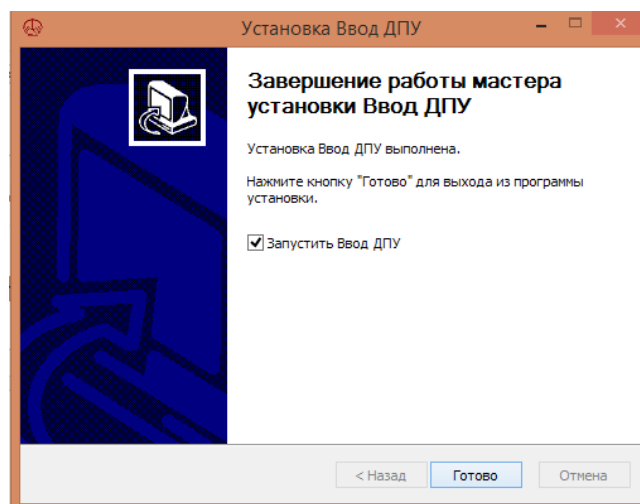 Установка Ввод ДПУ
Завершение работы мастера
установки Ввод ДПУ
Установка Ввод ДПУ выполнена.
Нажмите кнопку "Готово" для выхода из программы
установки.
Запустить Ввод ДПУ
< Назад
Готово
Отмена